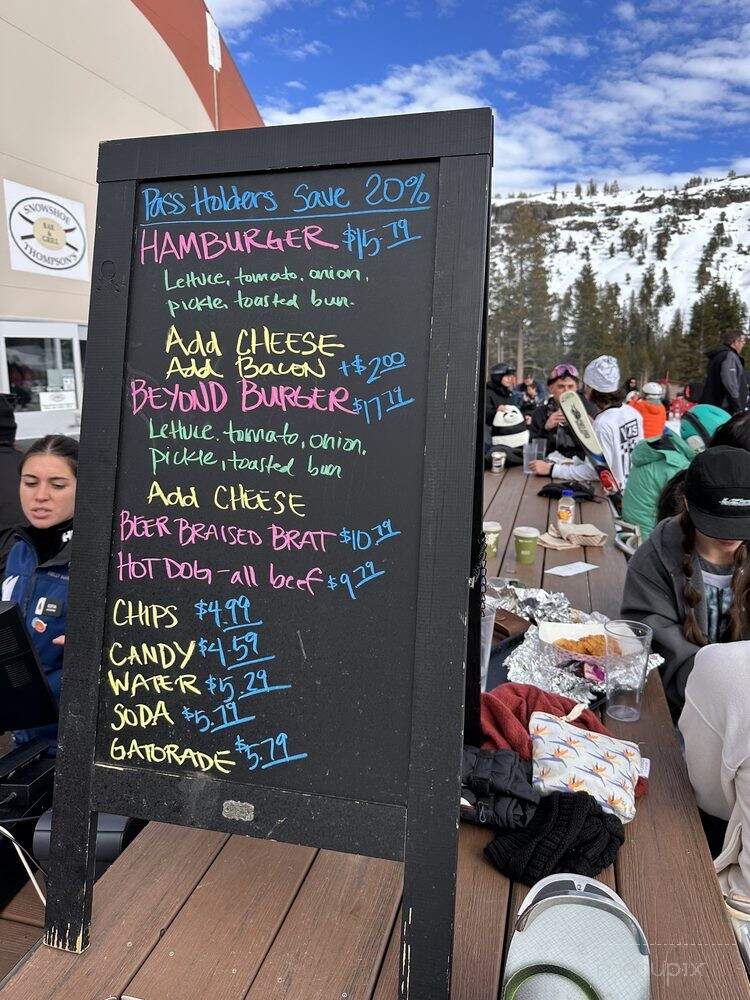 Pass Holders Save 20%
HAMBURGER $15.79
Lettuce, tomato, onion,
pickle, toasted bun.
Add CHEESE
Add BACON +$2.00
BEYOND BURGER $17.79
Lettuce, tomato, onion,
pickle, toasted bun
Add CHEESE
BEER BRAISED BRAT $10.79
HOT DOG - all beef $9.79
CHIPS $4.99
CANDY $4.59
WATER $5.29
SODA $5.79
GATORADE $5.79
SNOWSHOE
BAR &
GRILL
THOMPSON'S